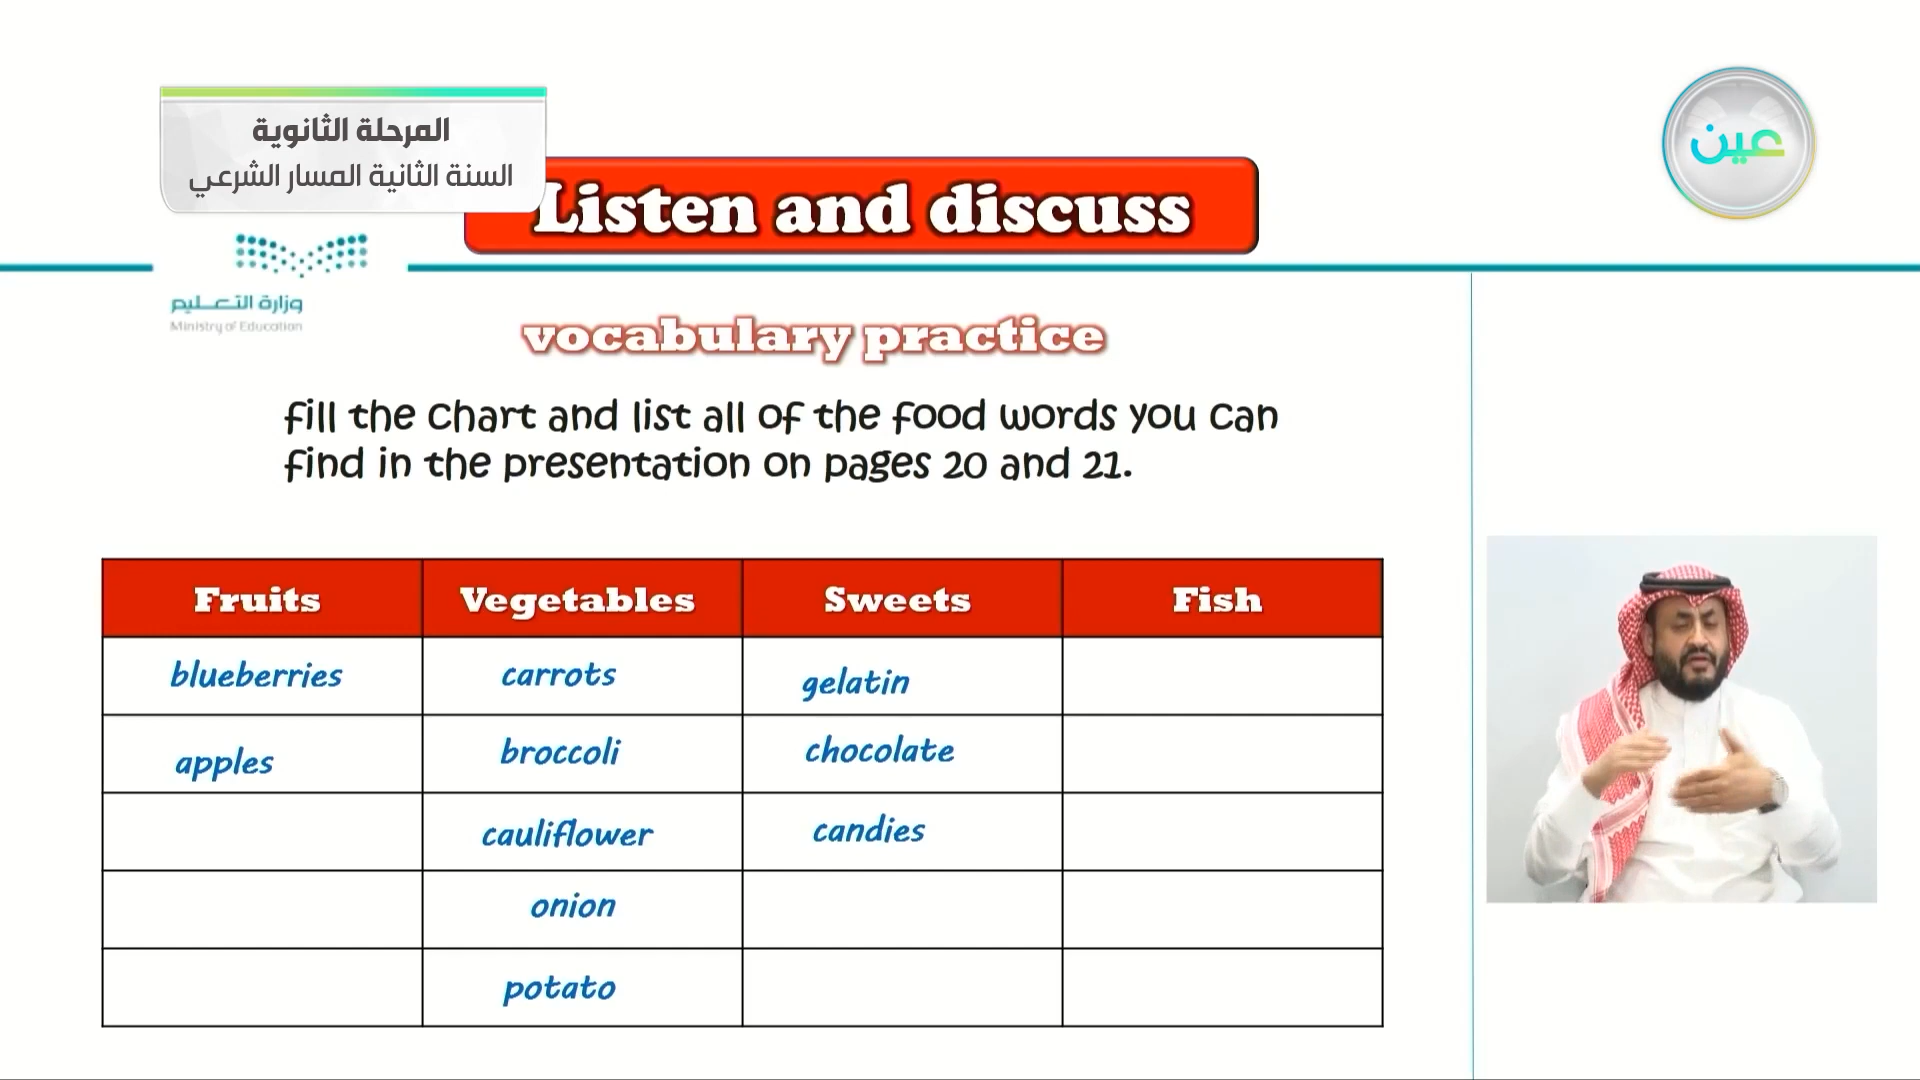 المرحلة الثانوية
السنة الثانية المسار الشرعي
عين
Listen and discuss
وزارة التعليم
Ministry of Education
vocabulary practice
fill the chart and list all of the food words you can
find in the presentation on pages 20 and 21.
Fruits Vegetables Sweets Fish
blueberries carrots gelatin
apples broccoli chocolate
cauliflower candies
onion
potato